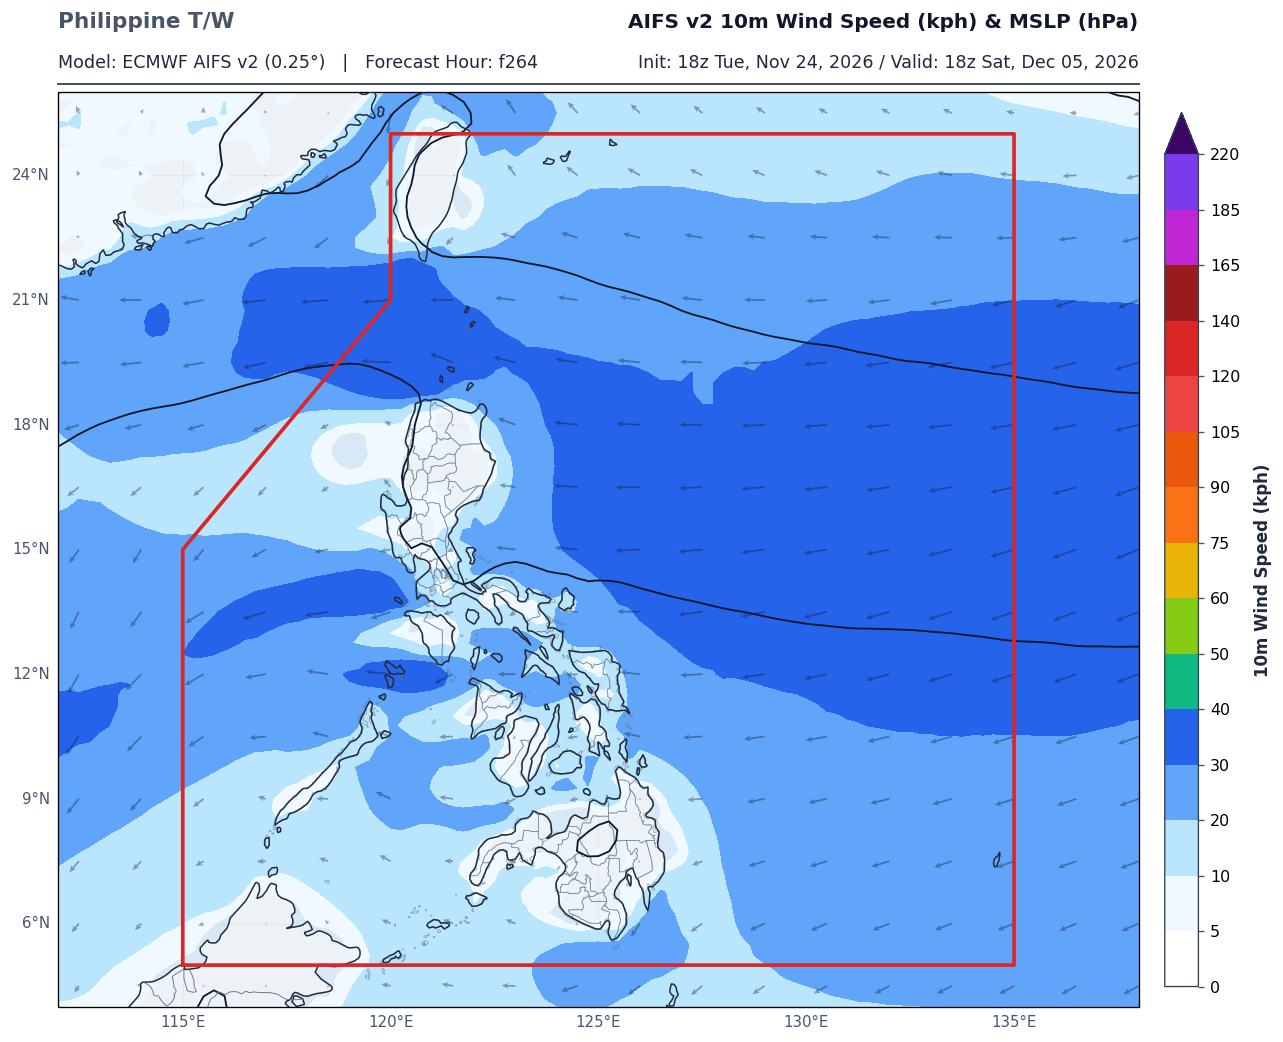 Philippine T/W
AIFS v2 10m Wind Speed (kph) & MSLP (hPa)
Model: ECMWF AIFS v2 (0.25°) | Forecast Hour: f264
Init: 18z Tue, Nov 24, 2026 / Valid: 18z Sat, Dec 05, 2026
24°N
21°N
18°N
15°N
12°N
9°N
6°N
115°E
120°E
125°E
130°E
135°E
220
185
165
140
120
105
90
75
60
50
40
30
20
10
5
0
10m Wind Speed (kph)